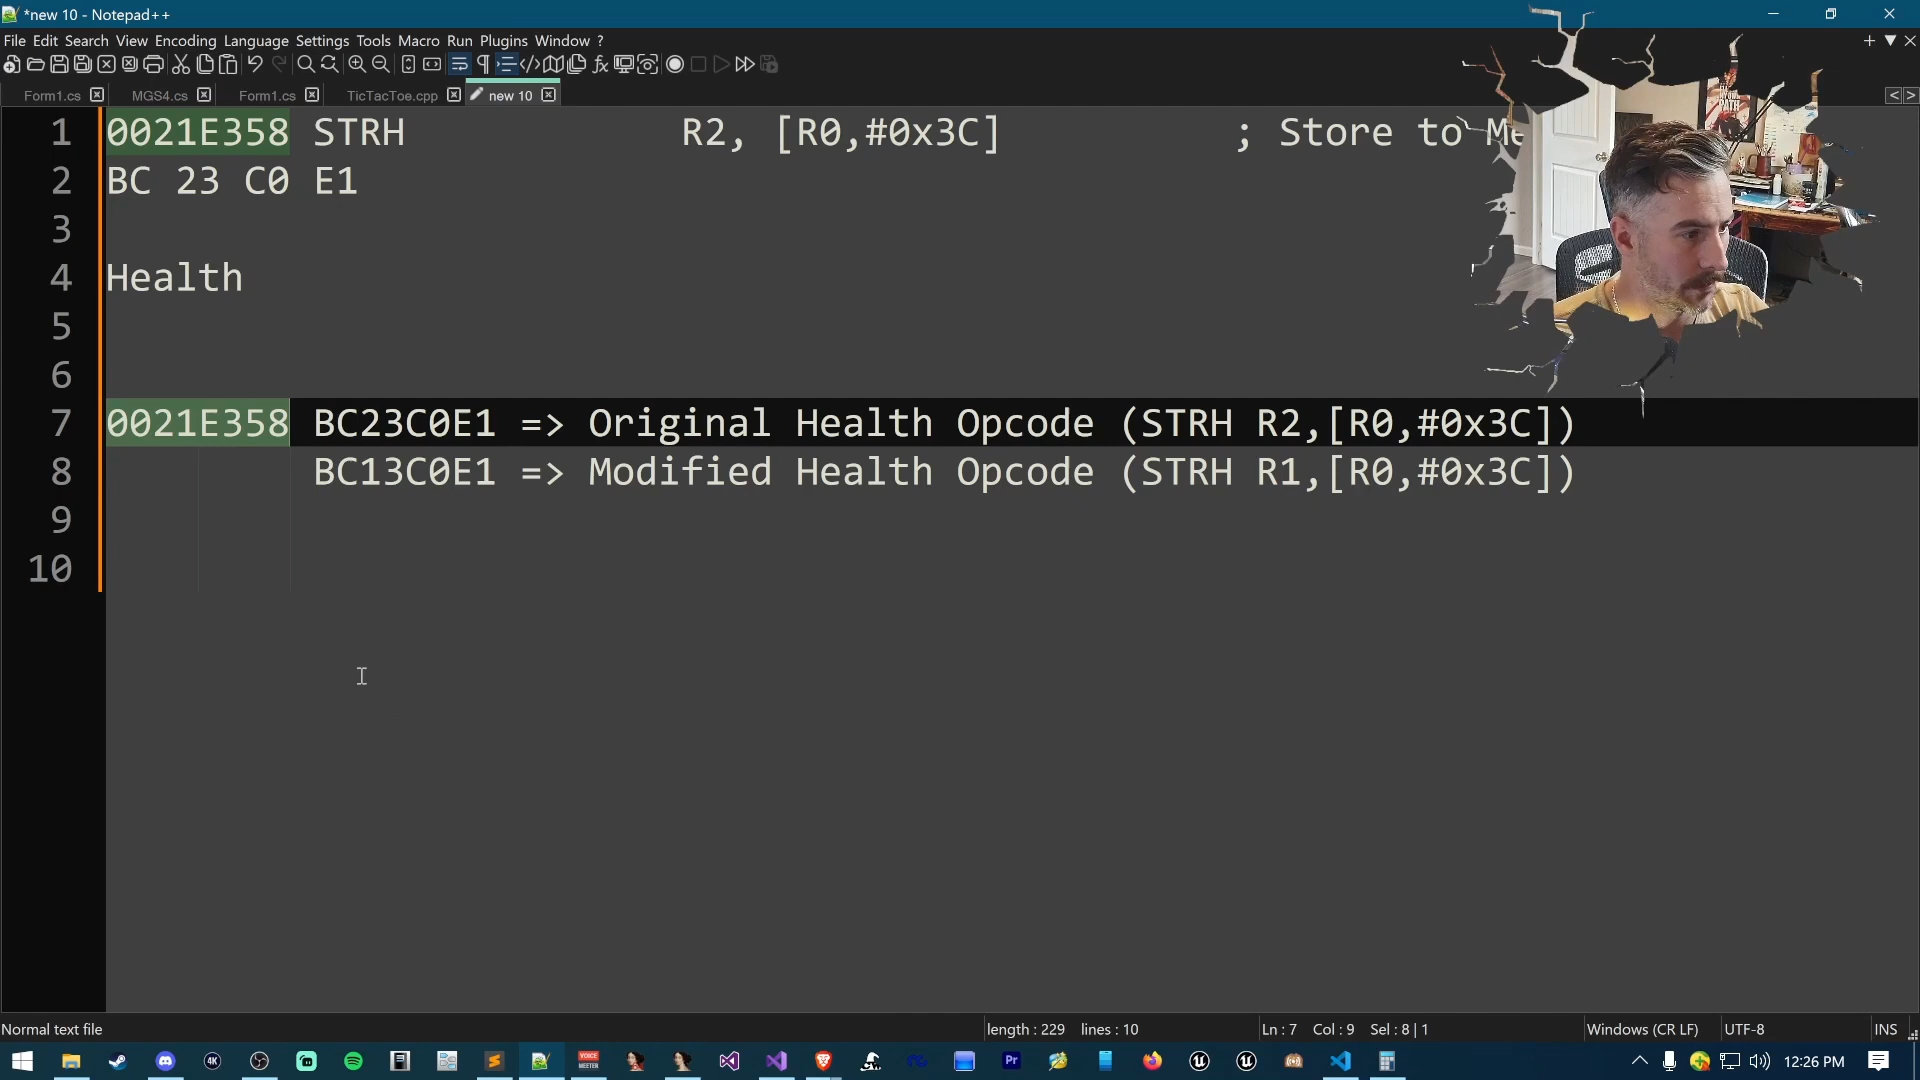 *new 10 - Notepad++
File Edit Search View Encoding Language Settings Tools Macro Run Plugins Window ?
Form1.cs MGS4.cs Form1.cs TicTacToe.cpp new 10
1 0021E358 STRH R2, [R0,#0x3C] ; Store to Me
2 BC 23 C0 E1
3
4 Health
5
6
7 0021E358 BC23C0E1 => Original Health Opcode (STRH R2,[R0,#0x3C])
8 BC13C0E1 => Modified Health Opcode (STRH R1,[R0,#0x3C])
9
10
Normal text file length : 229 lines : 10 Ln : 7 Col : 9 Sel : 8 | 1 Windows (CR LF) UTF-8 INS
12:26 PM